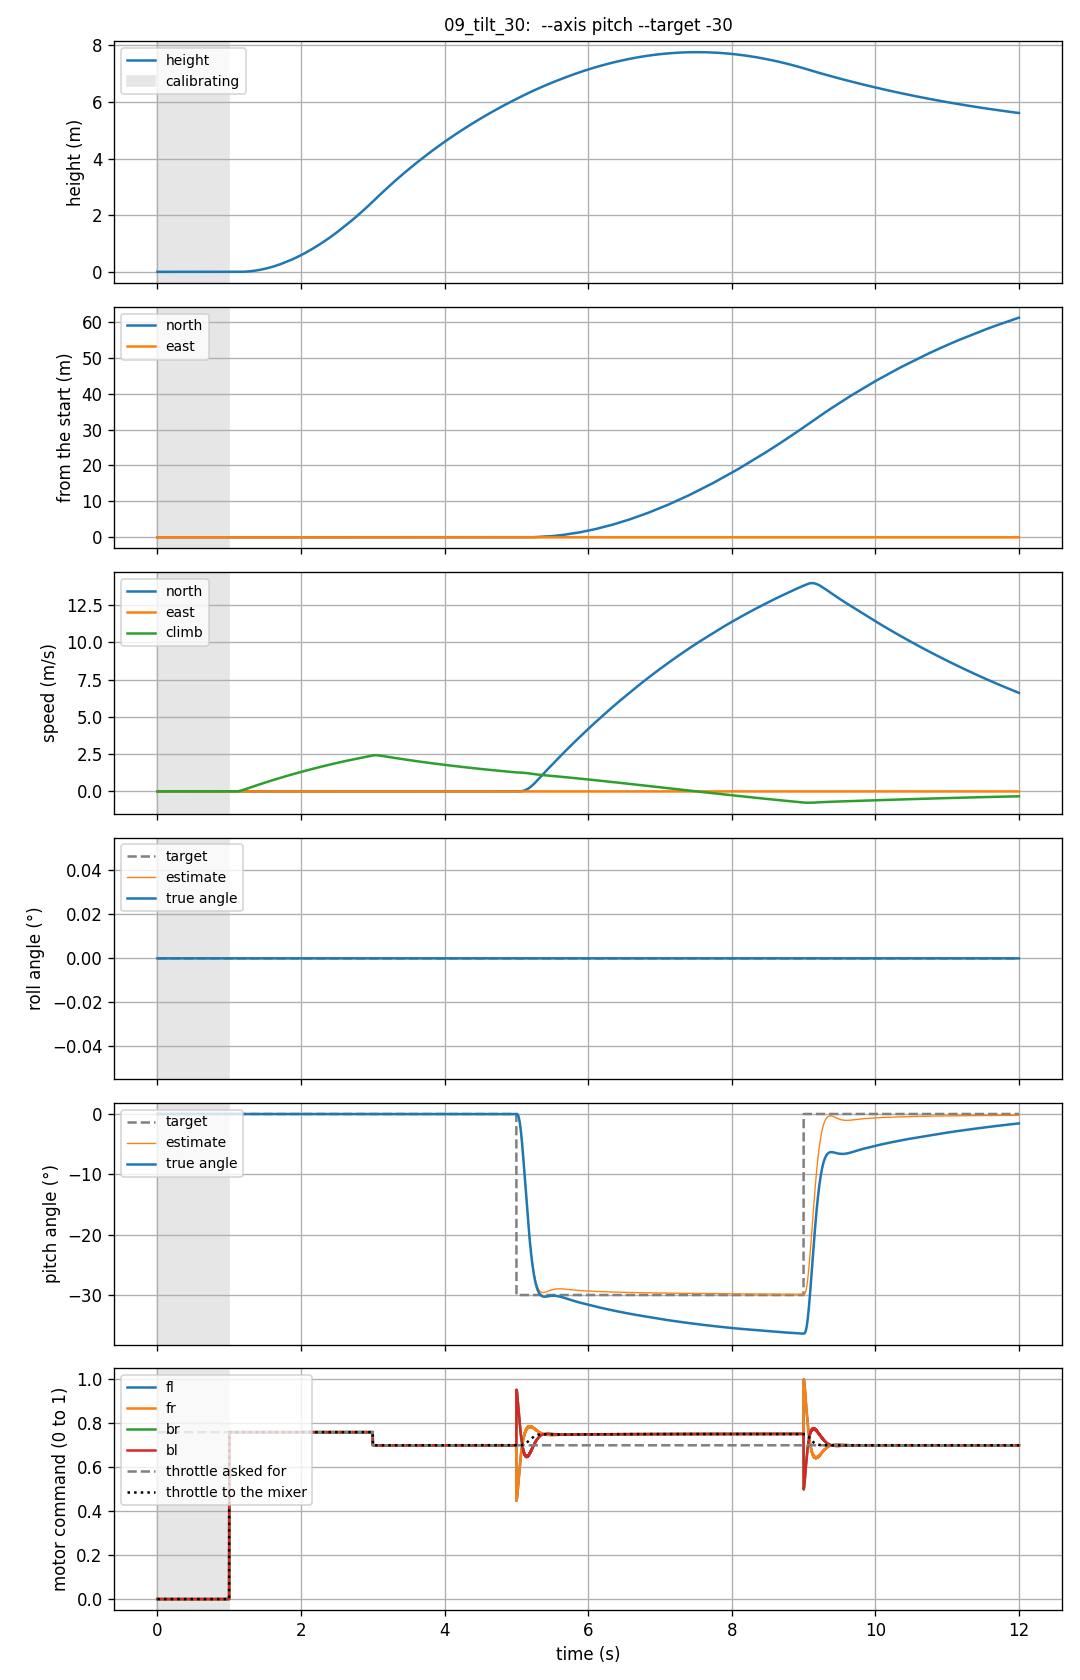 09_tilt_30:  --axis pitch --target -30
height (m)
8
6
4
2
0
height
calibrating
from the start (m)
60
50
40
30
20
10
0
north
east
speed (m/s)
12.5
10.0
7.5
5.0
2.5
0.0
north
east
climb
roll angle (°)
0.04
0.02
0.00
−0.02
−0.04
target
estimate
true angle
pitch angle (°)
0
−10
−20
−30
target
estimate
true angle
motor command (0 to 1)
1.0
0.8
0.6
0.4
0.2
0.0
fl
fr
br
bl
throttle asked for
throttle to the mixer
0 2 4 6 8 10 12
time (s)